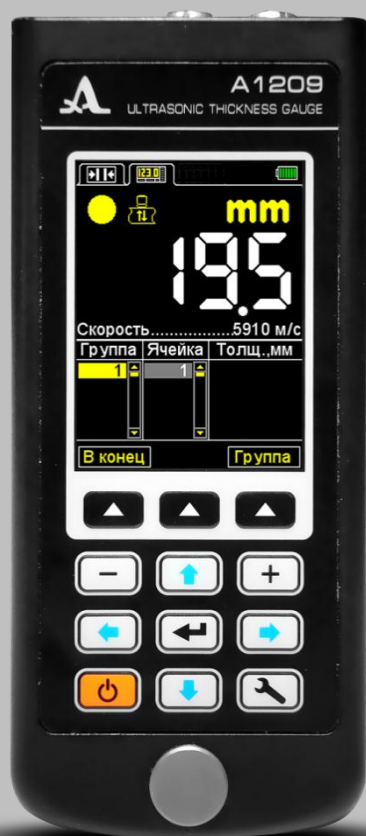 A1209
ULTRASONIC THICKNESS GAUGE
123.0
mm
19.5
Скорость..................5910 м/с
Группа Ячейка Толщ.,мм
1 1
В конец Группа
− +